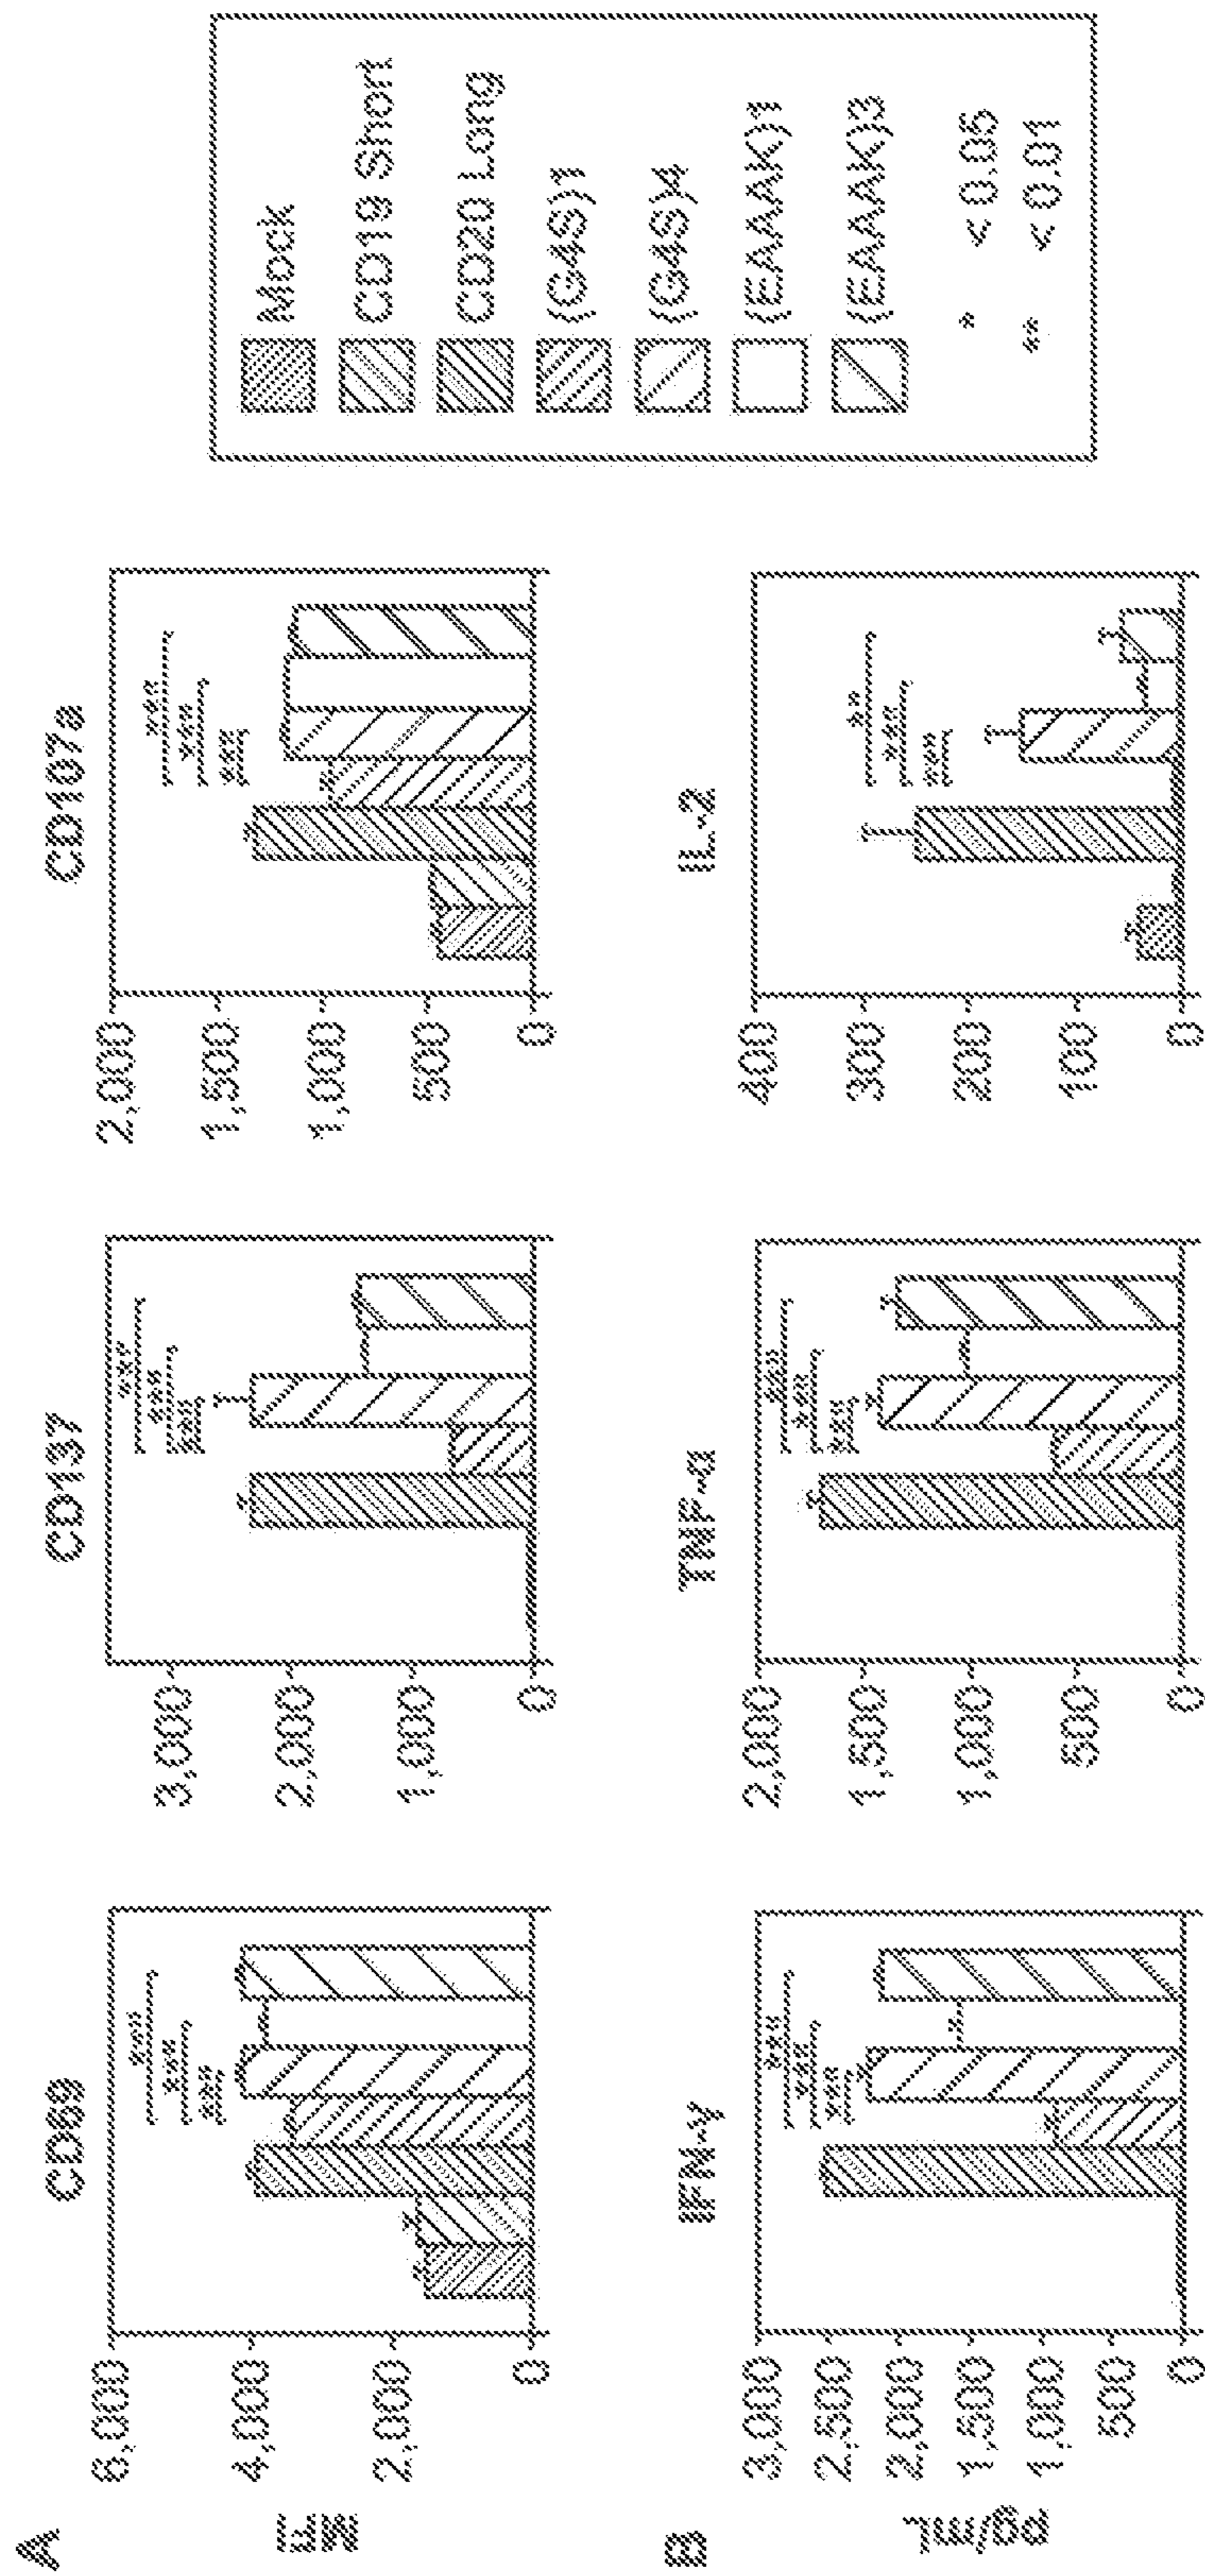 A
CD69
CD137
CD107a
MFI
6,000
4,000
2,000
0
3,000
2,000
1,000
0
2,000
1,500
1,000
500
0
B
IFN-γ
TNF-α
IL-2
pg/mL
3,000
2,500
2,000
1,500
1,000
500
0
2,000
1,500
1,000
500
0
400
300
200
100
0
Mock
CD19 Short
CD20 Long
(G4S)1
(G4S)4
(EAAAK)1
(EAAAK)3
* < 0.05
** < 0.01